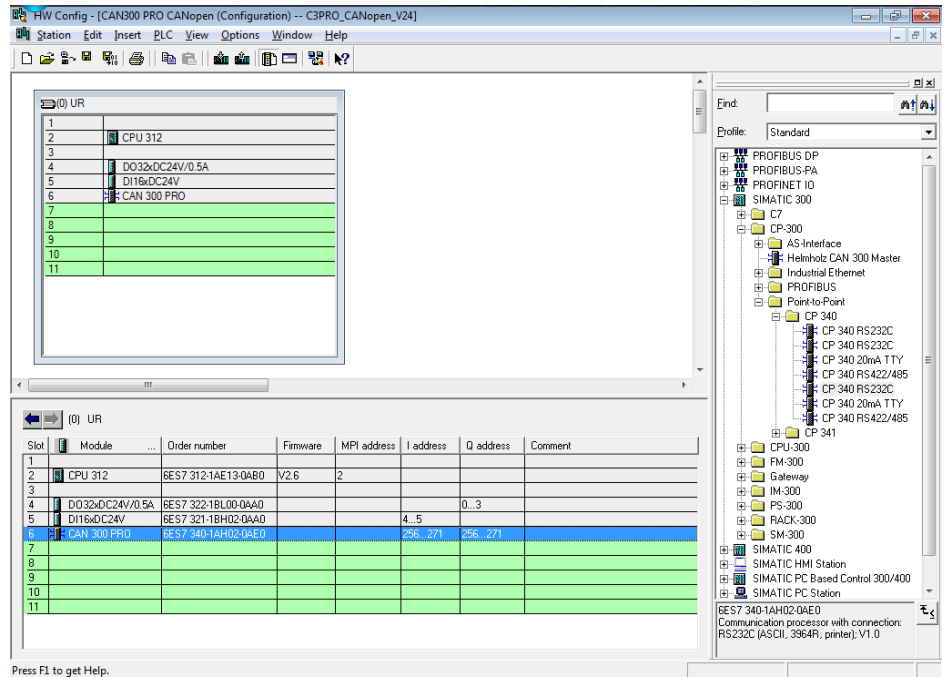 HW Config - [CAN300 PRO CANopen (Configuration) -- C3PRO_CANopen_V24]
Station Edit Insert PLC View Options Window Help
(0) UR
1
2 CPU 312
3
4 DO32xDC24V/0.5A
5 DI16xDC24V
6 CAN 300 PRO
7
8
9
10
11
Find:
Profile: Standard
PROFIBUS DP
PROFIBUS-PA
PROFINET IO
SIMATIC 300
C7
CP-300
AS-Interface
Helmholz CAN 300 Master
Industrial Ethernet
PROFIBUS
Point-to-Point
CP 340
CP 340 RS232C
CP 340 RS232C
CP 340 20mA TTY
CP 340 RS422/485
CP 340 RS232C
CP 340 20mA TTY
CP 340 RS422/485
CP 341
CPU-300
FM-300
Gateway
IM-300
PS-300
RACK-300
SM-300
SIMATIC 400
SIMATIC HMI Station
SIMATIC PC Based Control 300/400
SIMATIC PC Station
6ES7 340-1AH02-0AE0
Communication processor with connection:
RS232C (ASCII, 3964R, printer); V1.0
(0) UR
Slot Module ... Order number Firmware MPI address I address Q address Comment
1
2 CPU 312 6ES7 312-1AE13-0AB0 V2.6 2
3
4 DO32xDC24V/0.5A 6ES7 322-1BL00-0AA0 0...3
5 DI16xDC24V 6ES7 321-1BH02-0AA0 4...5
6 CAN 300 PRO 6ES7 340-1AH02-0AE0 256...271 256...271
7
8
9
10
11
Press F1 to get Help.